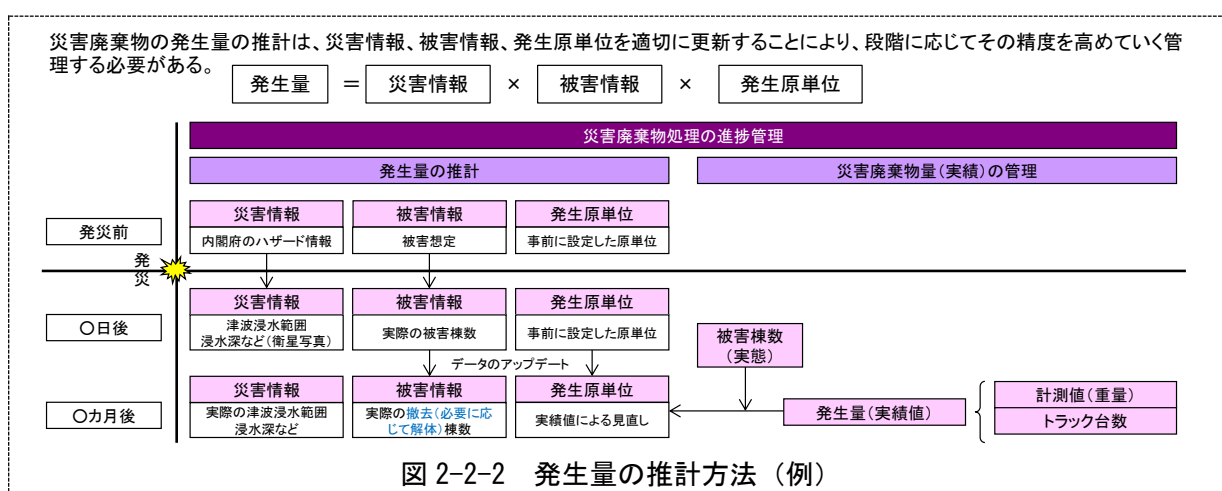 災害廃棄物の発生量の推計は、災害情報、被害情報、発生原単位を適切に更新することにより、段階に応じてその精度を高めていく管
理する必要がある。
発生量 ＝ 災害情報 × 被害情報 × 発生原単位
災害廃棄物処理の進捗管理
発生量の推計 災害廃棄物量（実績）の管理
発災前
災害情報 被害情報 発生原単位
内閣府のハザード情報 被害想定 事前に設定した原単位
発
災
〇日後
災害情報 被害情報 発生原単位
津波浸水範囲
浸水深など（衛星写真）
実際の被害棟数
事前に設定した原単位
被害棟数
（実態）
データのアップデート
〇カ月後
災害情報 被害情報 発生原単位
実際の津波浸水範囲
浸水深など
実際の撤去（必要に応
じて解体）棟数
実績値による見直し
発生量（実績値）
計測値（重量）
トラック台数
図 2-2-2 発生量の推計方法（例）